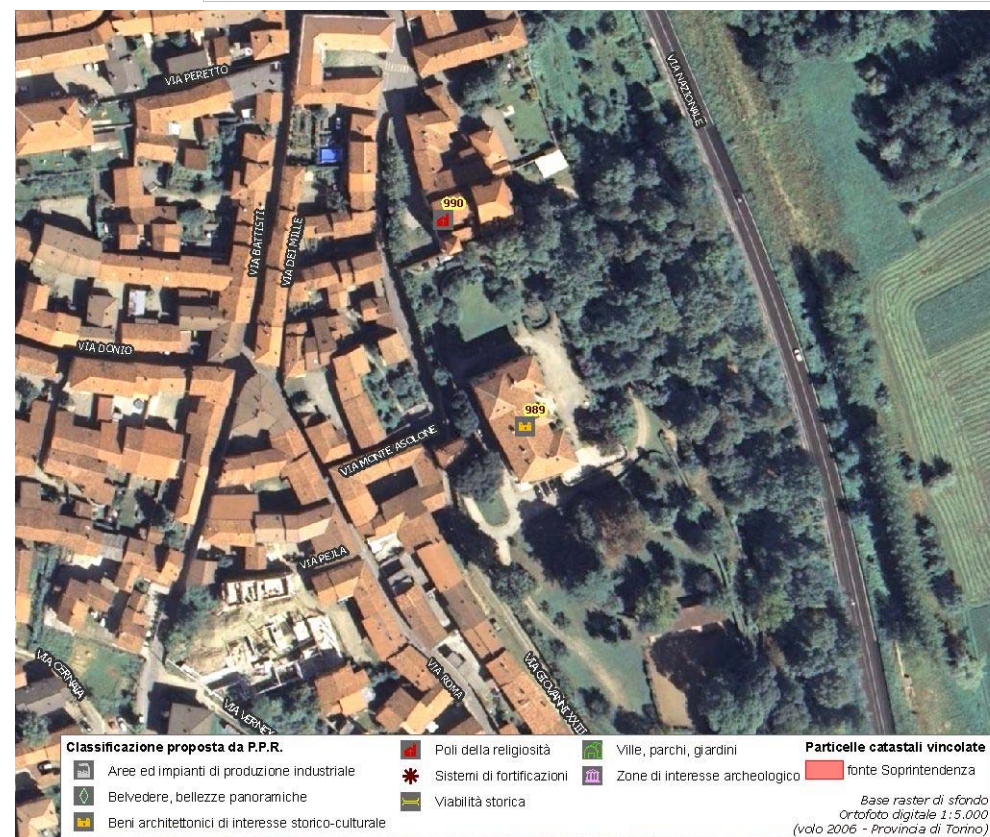 VIA PERETTO
VIA NAZIONALE
990
VIA BATTISTI
VIA DEI MILLE
VIA DONIO
989
VIA MONTE ASOLONE
VIA PEJLA
VIA CERNAIA
VIA VERNEY
VIA ROMA
VIA GIOVANNI XXIII
Classificazione proposta da P.P.R.
Aree ed impianti di produzione industriale
Belvedere, bellezze panoramiche
Beni architettonici di interesse storico-culturale
Poli della religiosità
Sistemi di fortificazioni
Viabilità storica
Ville, parchi, giardini
Zone di interesse archeologico
Particelle catastali vincolate
fonte Soprintendenza
Base raster di sfondo
Ortofoto digitale 1:5.000
(volo 2006 - Provincia di Torino)